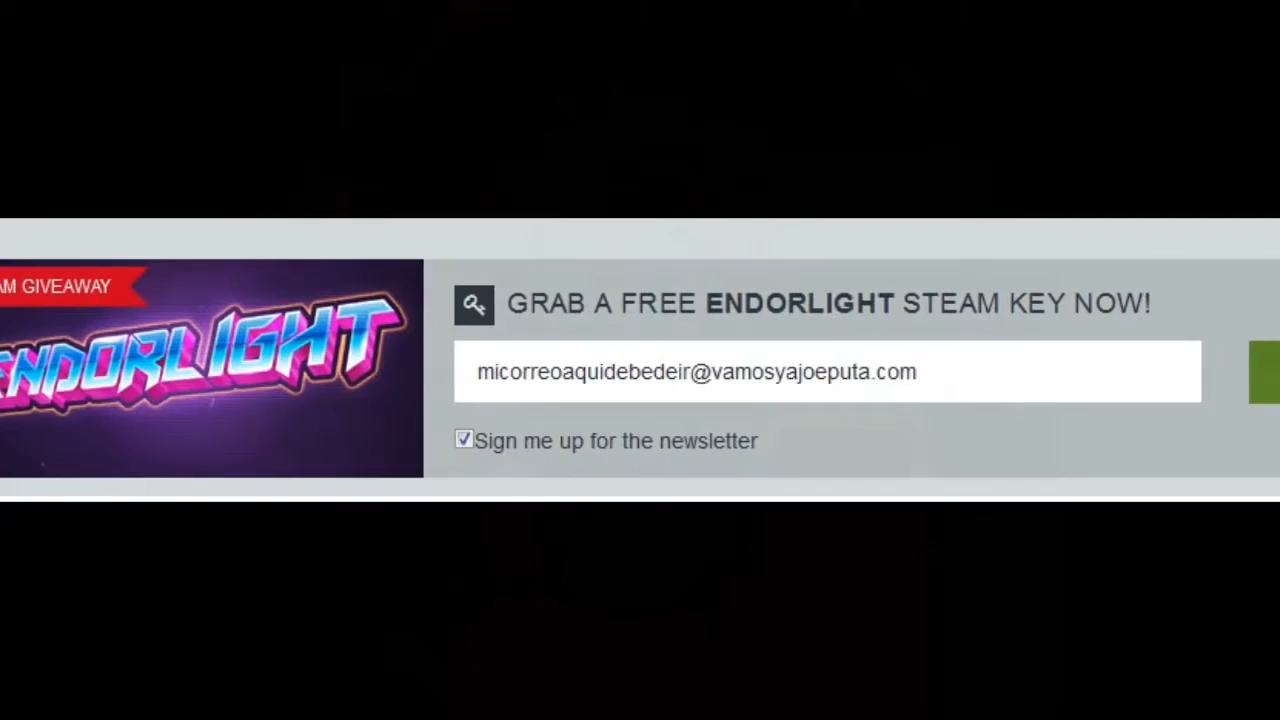 AM GIVEAWAY
ENDORLIGHT
GRAB A FREE ENDORLIGHT STEAM KEY NOW!
micorreoaquidebedeir@vamosyajoeputa.com
Sign me up for the newsletter